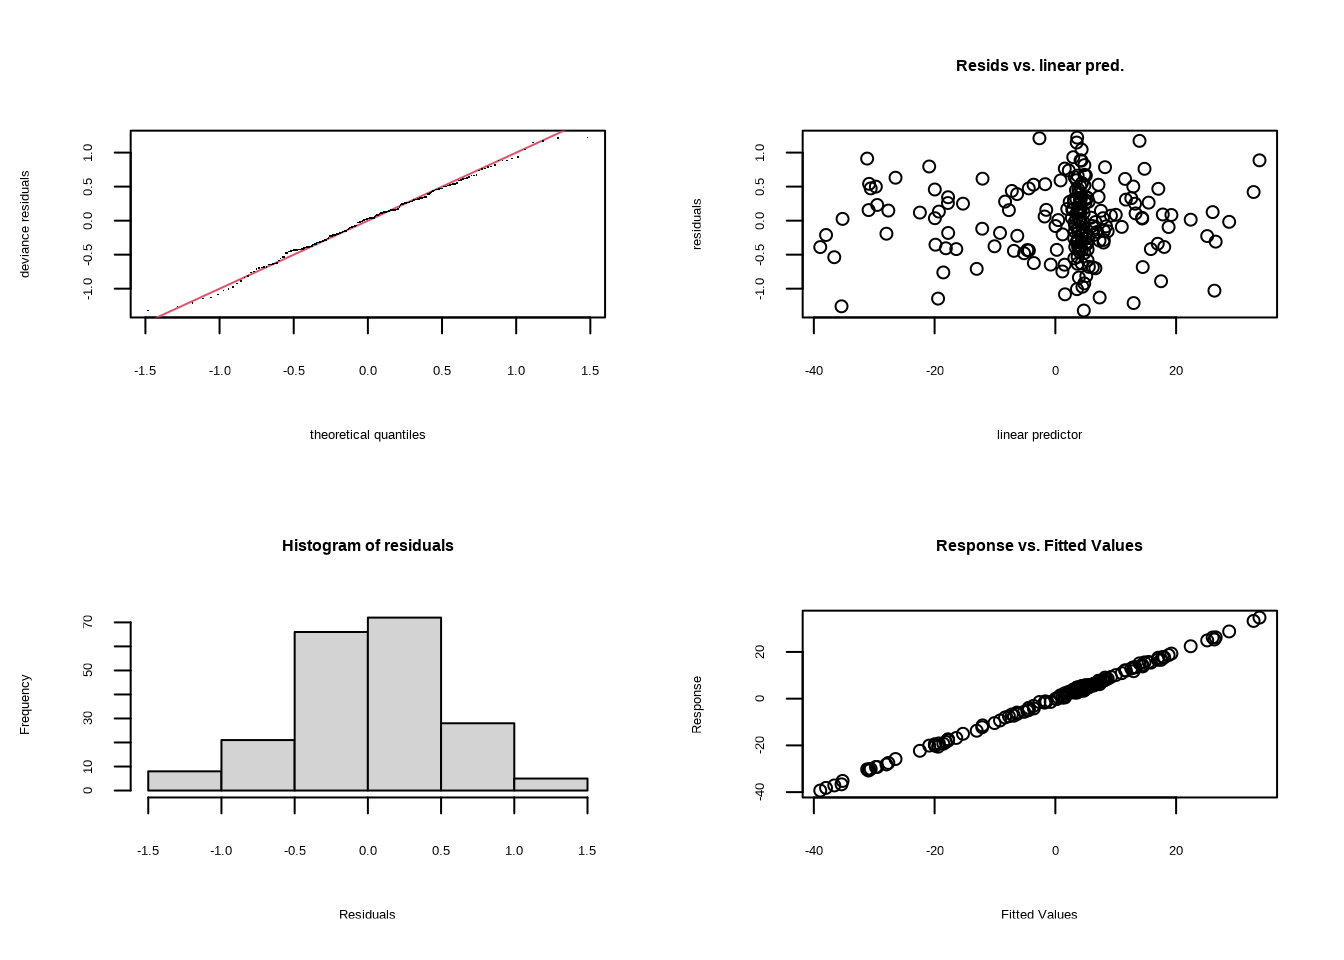 deviance residuals
1.0
0.5
0.0
-0.5
-1.0
-1.5 -1.0 -0.5 0.0 0.5 1.0 1.5
theoretical quantiles
Resids vs. linear pred.
residuals
1.0
0.5
0.0
-0.5
-1.0
-40 -20 0 20
linear predictor
Histogram of residuals
Frequency
70
50
30
10
0
-1.5 -1.0 -0.5 0.0 0.5 1.0 1.5
Residuals
Response vs. Fitted Values
Response
20
0
-20
-40
-40 -20 0 20
Fitted Values